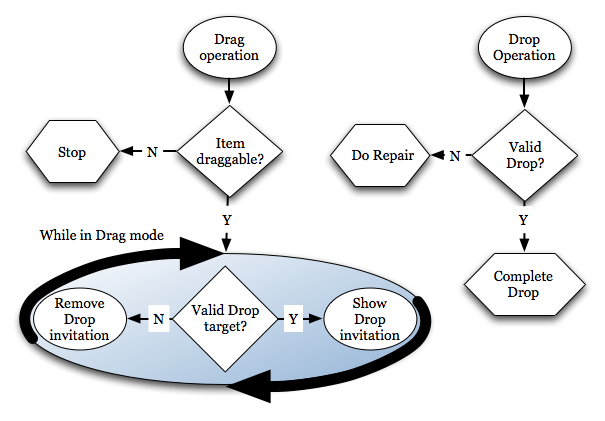 Drag
operation
Drop
Operation
Stop
N
Item
draggable?
Do Repair
N
Valid
Drop?
Y
Y
While in Drag mode
Complete
Drop
Remove
Drop
invitation
N
Valid Drop
target?
Y
Show
Drop
invitation